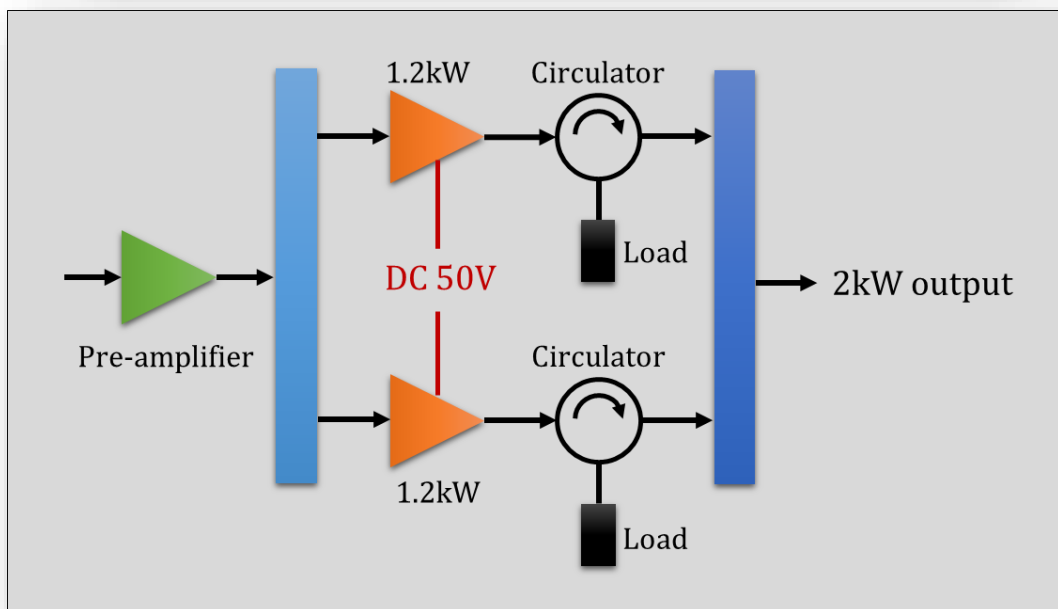 1.2kW
Circulator
Load
DC 50V
2kW output
Pre-amplifier
Circulator
1.2kW
Load